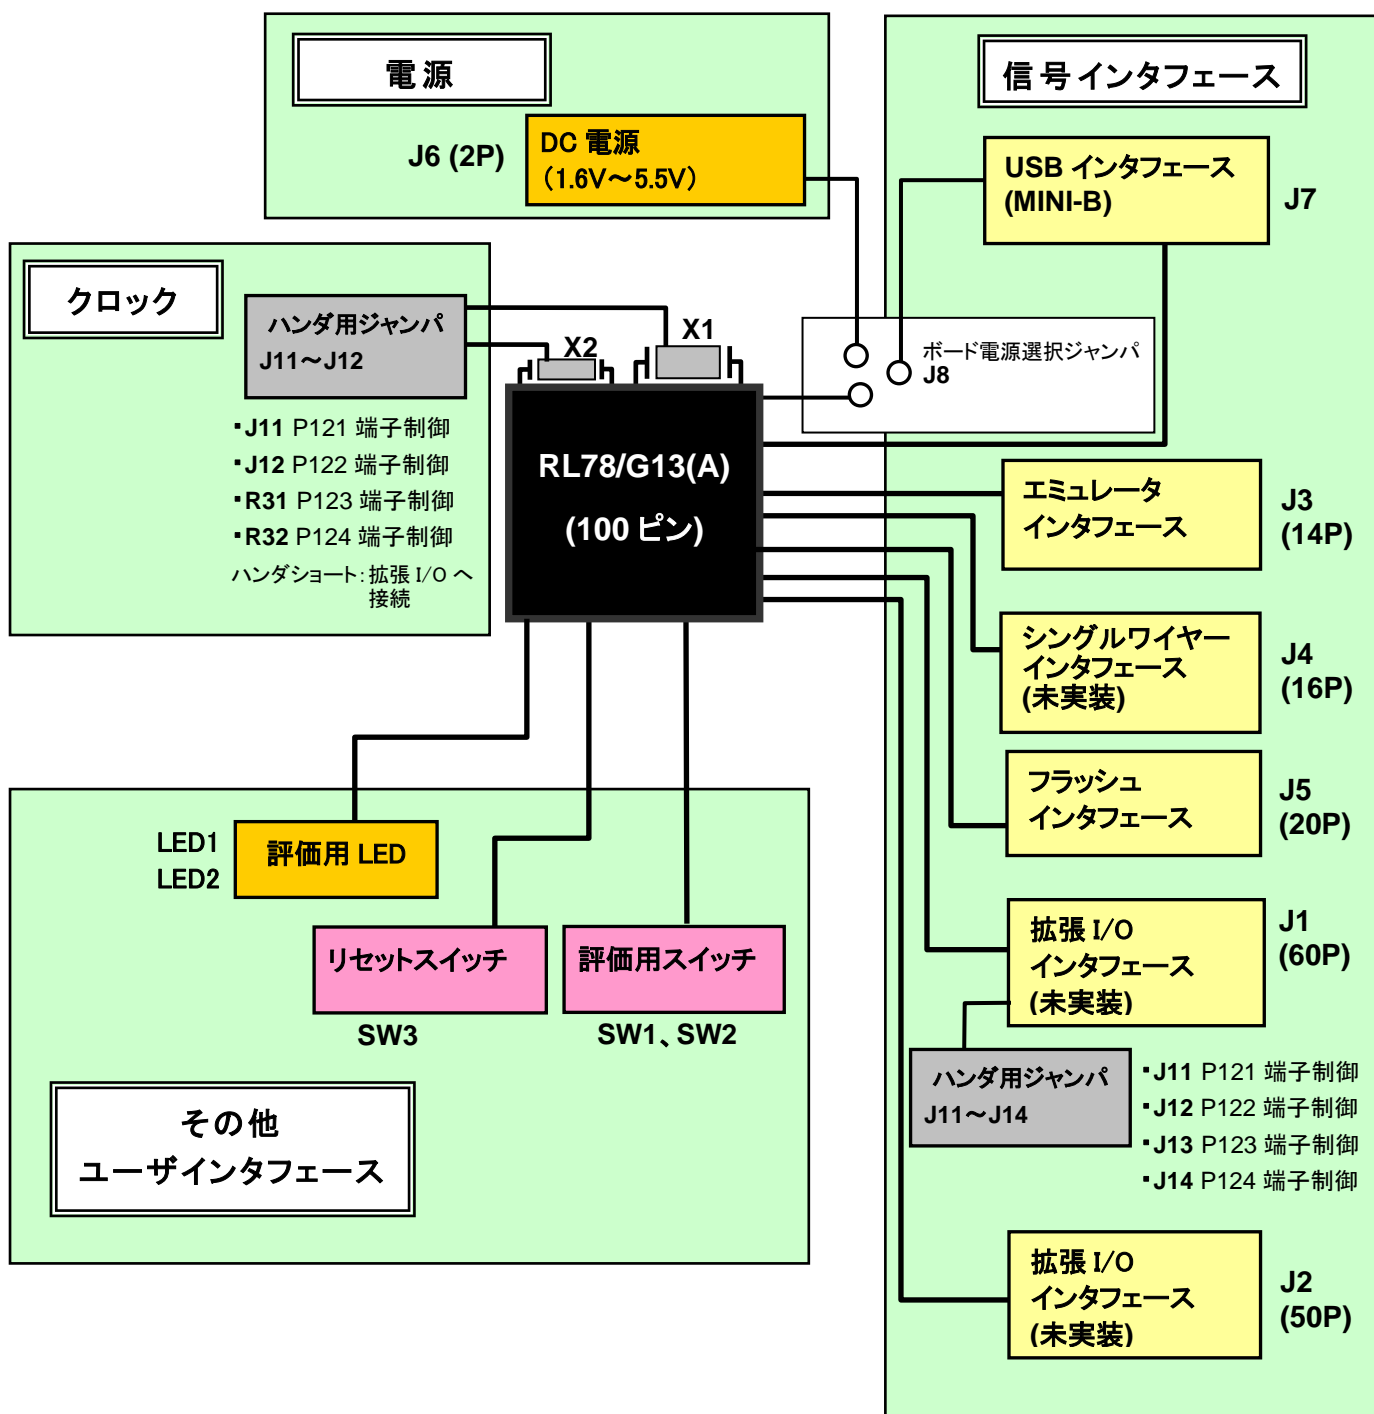 電源
J6 (2P)
DC 電源
（1.6V～5.5V）
信号インタフェース
USB インタフェース
(MINI-B)
J7
クロック
ハンダ用ジャンパ
J11～J12
X2
X1
ボード電源選択ジャンパ
J8
▪J11 P121 端子制御
▪J12 P122 端子制御
▪R31 P123 端子制御
▪R32 P124 端子制御
ハンダショート：拡張 I/O へ
接続
RL78/G13(A)
(100 ピン)
エミュレータ
インタフェース
J3
(14P)
シングルワイヤー
インタフェース
(未実装)
J4
(16P)
フラッシュ
インタフェース
J5
(20P)
LED1
LED2
評価用 LED
リセットスイッチ
SW3
評価用スイッチ
SW1、SW2
拡張 I/O
インタフェース
(未実装)
J1
(60P)
ハンダ用ジャンパ
J11～J14
▪J11 P121 端子制御
▪J12 P122 端子制御
▪J13 P123 端子制御
▪J14 P124 端子制御
その他
ユーザインタフェース
拡張 I/O
インタフェース
(未実装)
J2
(50P)